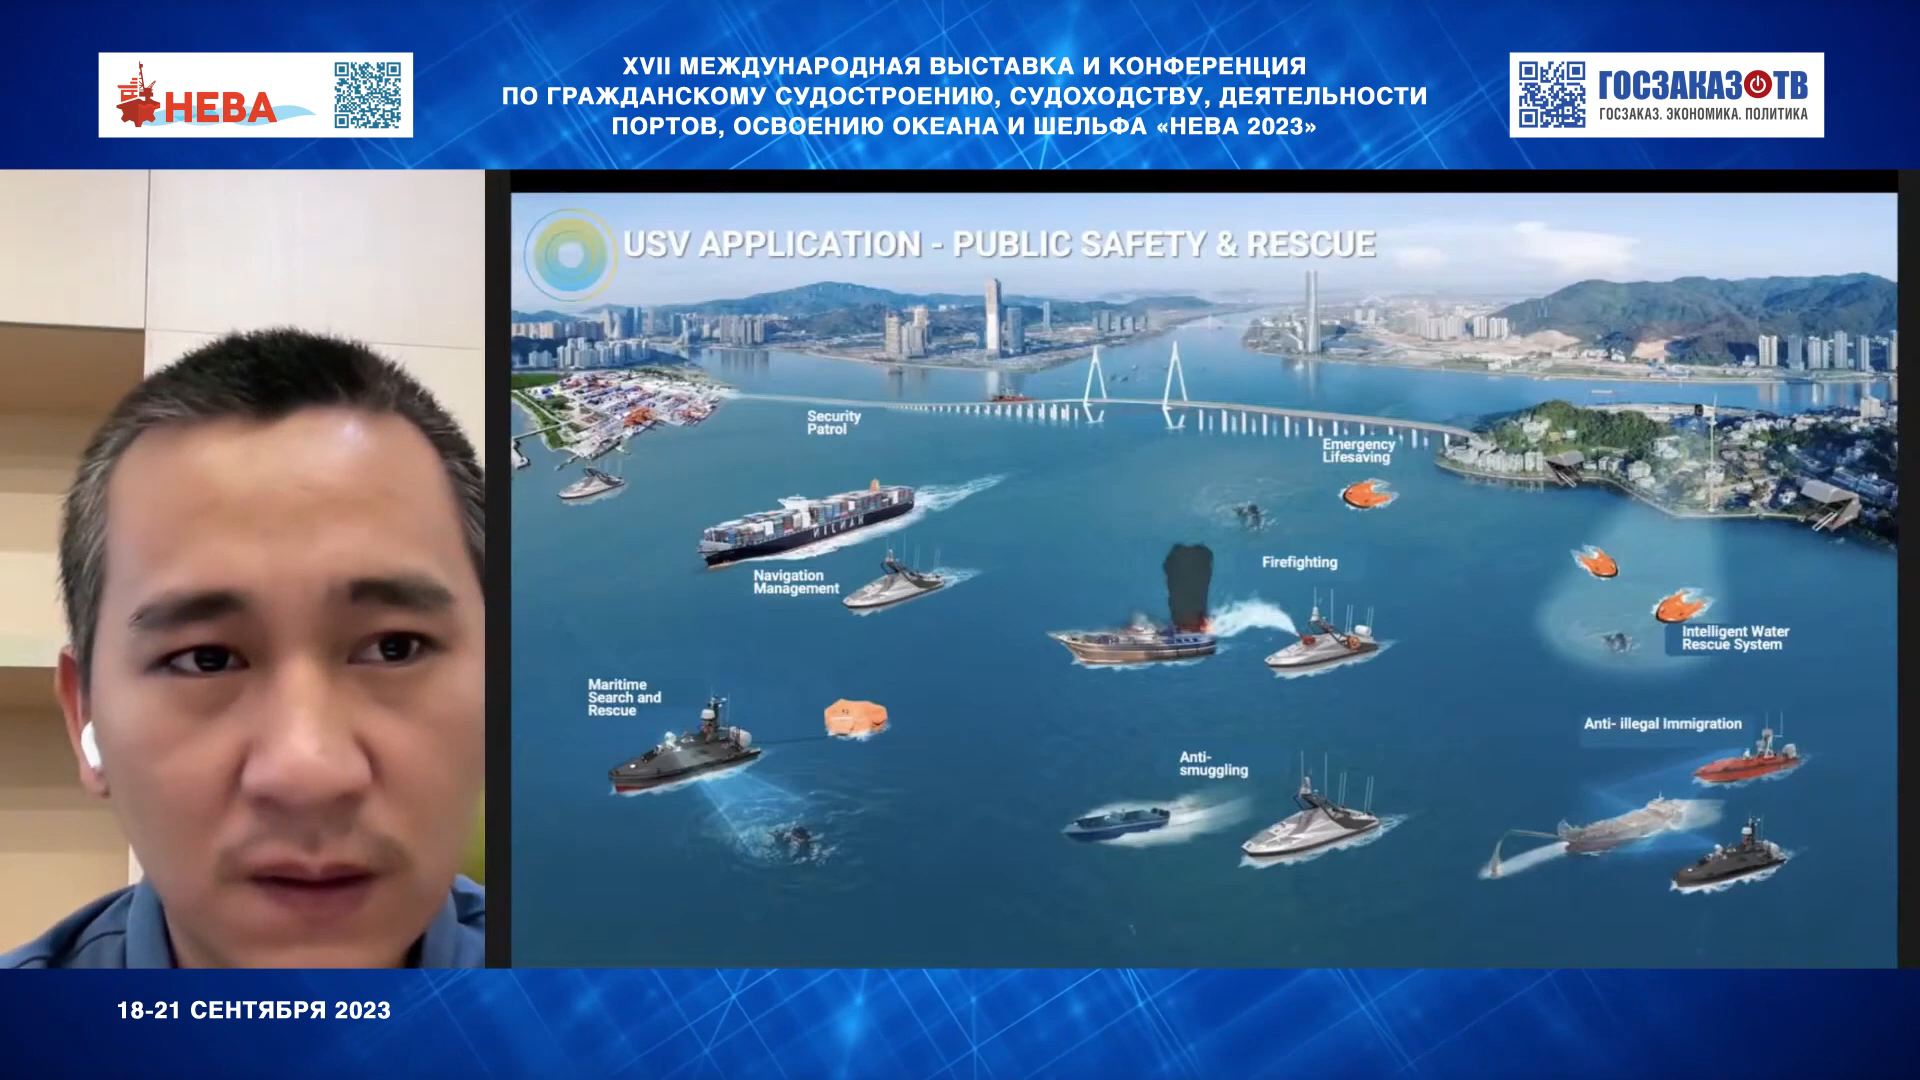 НЕВА
XVII МЕЖДУНАРОДНАЯ ВЫСТАВКА И КОНФЕРЕНЦИЯ
ПО ГРАЖДАНСКОМУ СУДОСТРОЕНИЮ, СУДОХОДСТВУ, ДЕЯТЕЛЬНОСТИ
ПОРТОВ, ОСВОЕНИЮ ОКЕАНА И ШЕЛЬФА «НЕВА 2023»
ГОСЗАКАЗ ТВ
ГОСЗАКАЗ. ЭКОНОМИКА. ПОЛИТИКА
USV APPLICATION - PUBLIC SAFETY & RESCUE
Security
Patrol
Emergency
Lifesaving
Navigation
Management
Firefighting
Intelligent Water
Rescue System
Maritime
Search and
Rescue
Anti-
smuggling
Anti- illegal Immigration
18-21 СЕНТЯБРЯ 2023